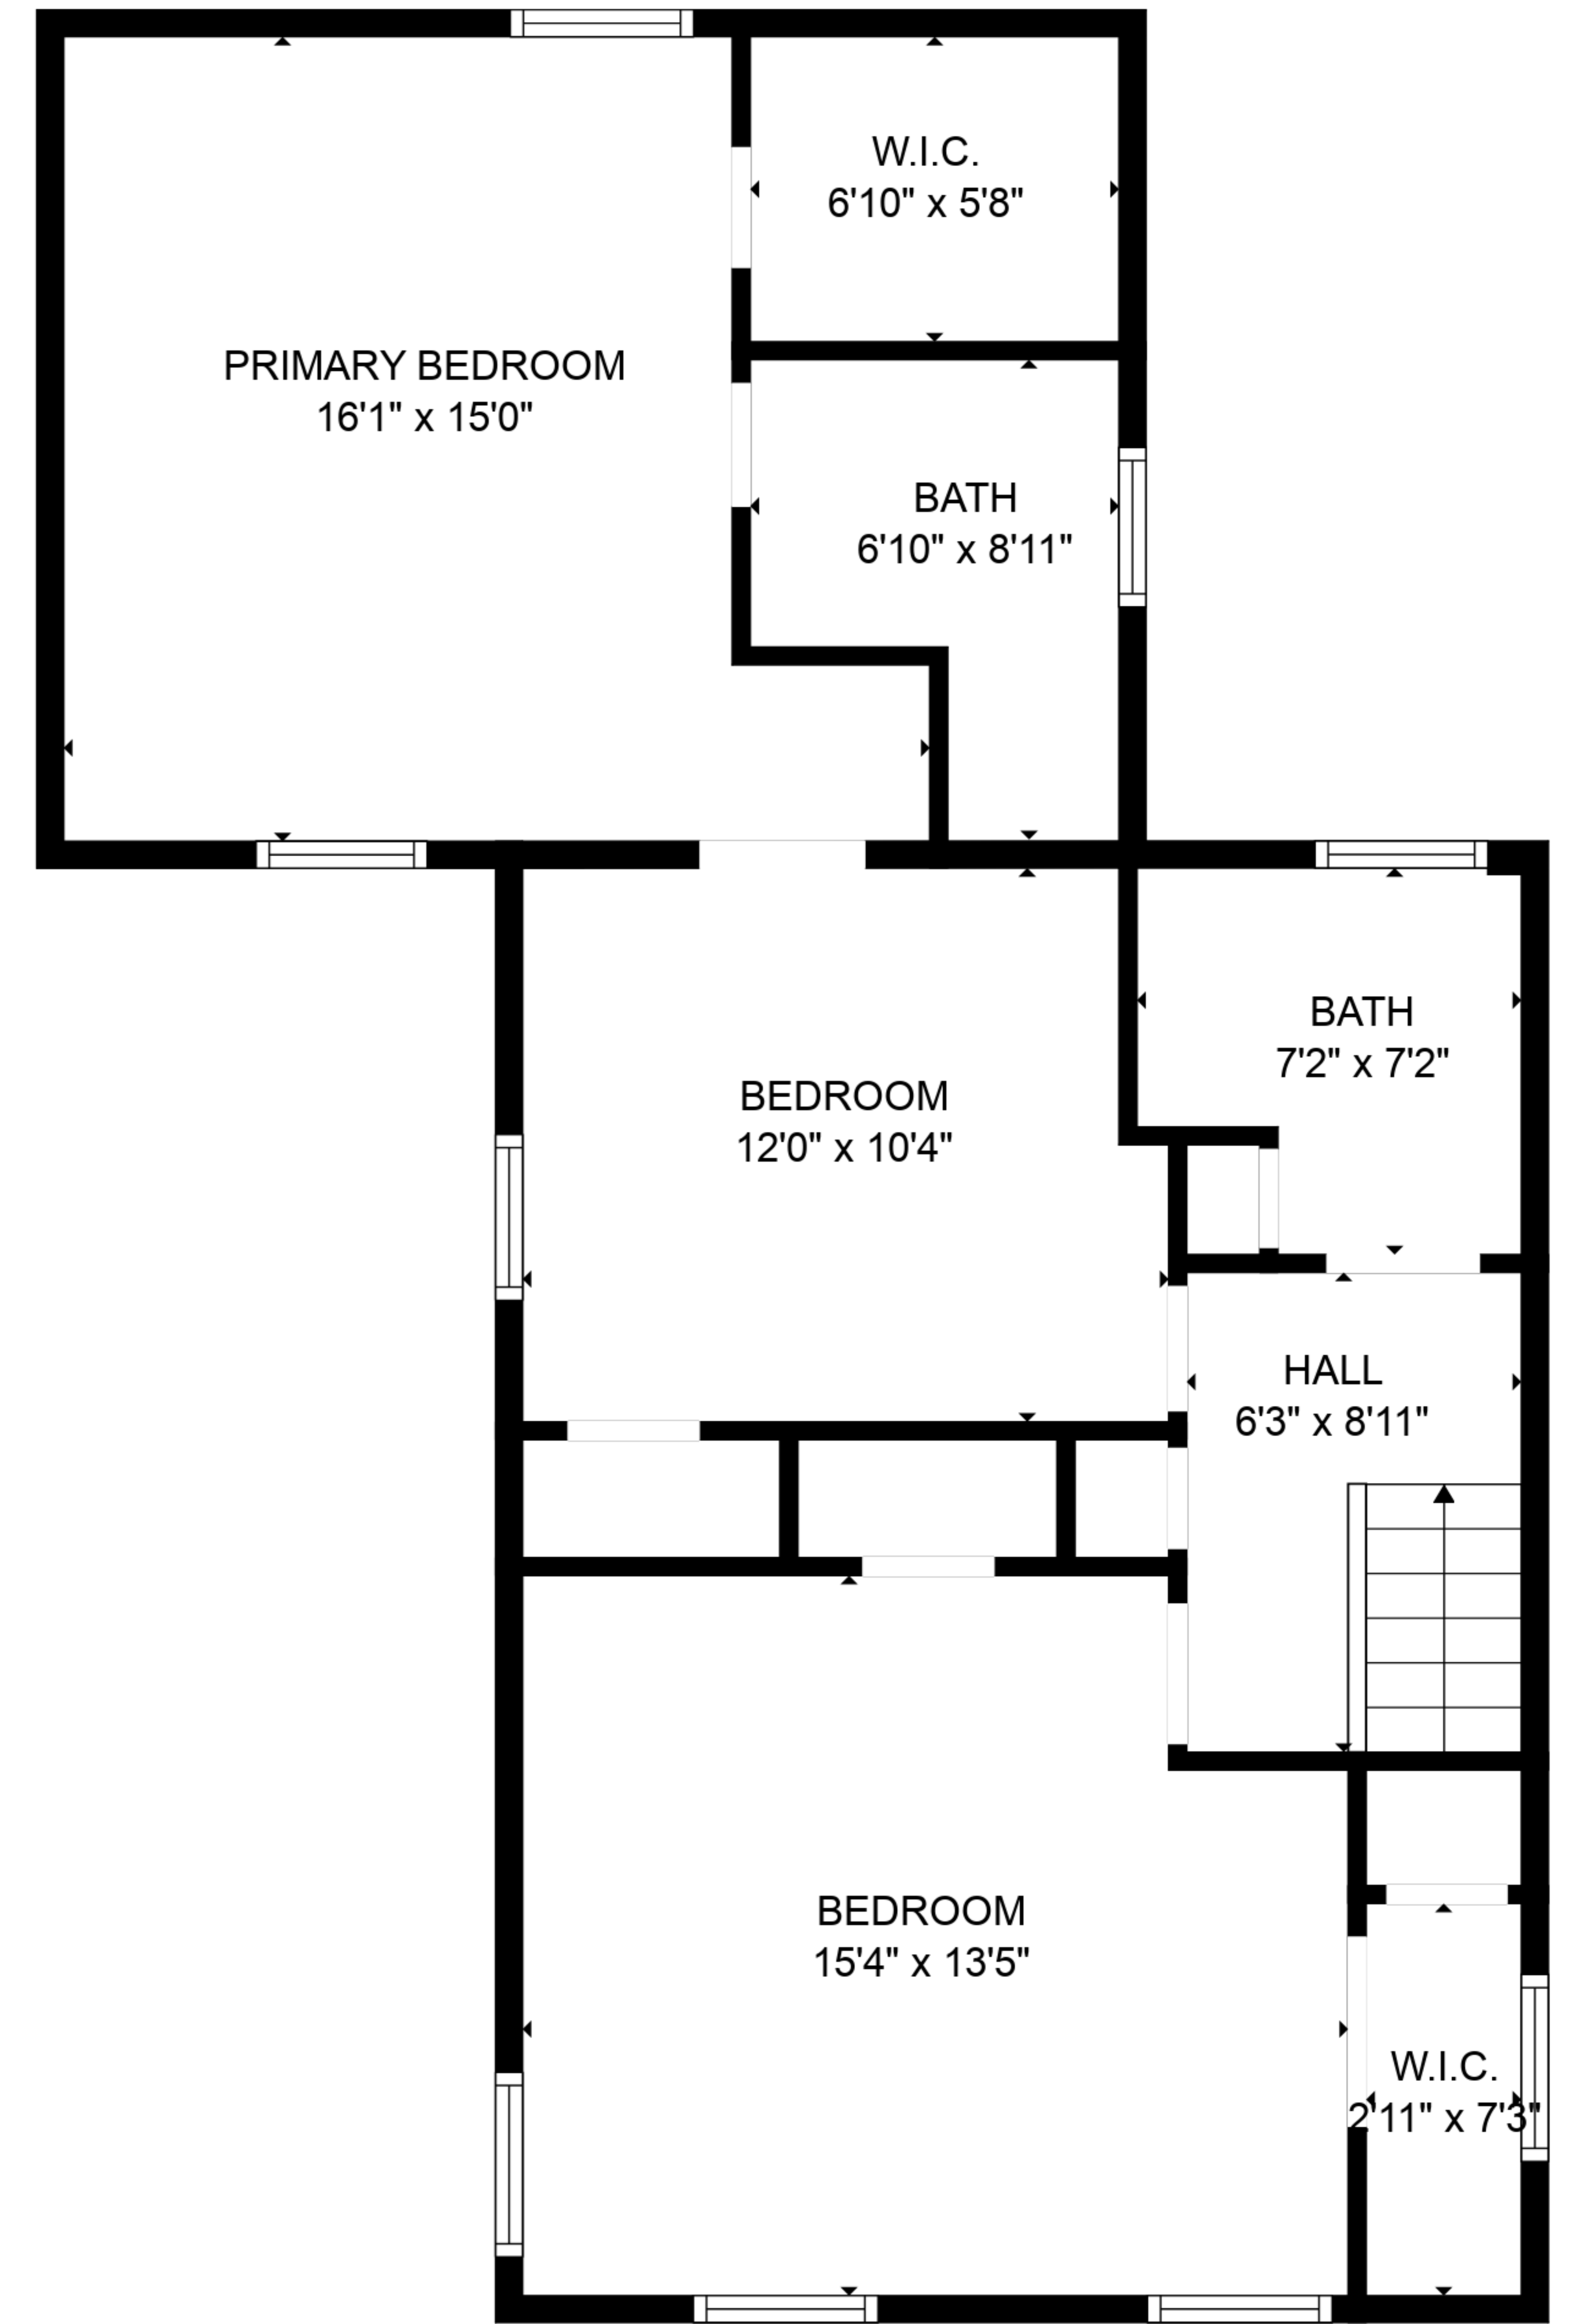 W.I.C.
6'10" x 5'8"
PRIMARY BEDROOM
16'1" x 15'0"
BATH
6'10" x 8'11"
BATH
7'2" x 7'2"
BEDROOM
12'0" x 10'4"
HALL
6'3" x 8'11"
BEDROOM
15'4" x 13'5"
W.I.C.
2'11" x 7'3"